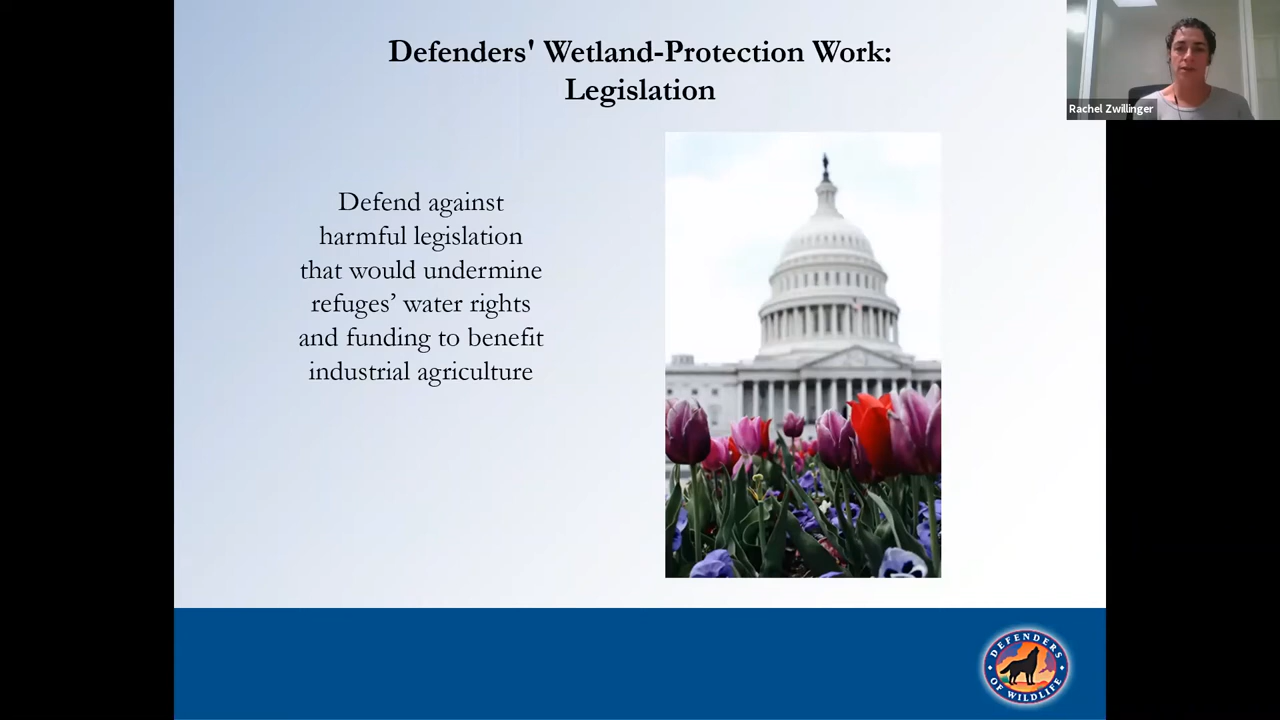 Defenders' Wetland-Protection Work:
Legislation
Rachel Zwillinger
Defend against
harmful legislation
that would undermine
refuges’ water rights
and funding to benefit
industrial agriculture
DEFENDERS
OF WILDLIFE